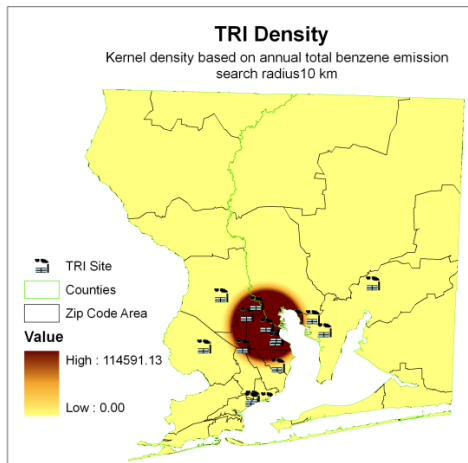 TRI Density
Kernel density based on annual total benzene emission
search radius10 km
TRI Site
Counties
Zip Code Area
Value
High : 114591.13
Low : 0.00